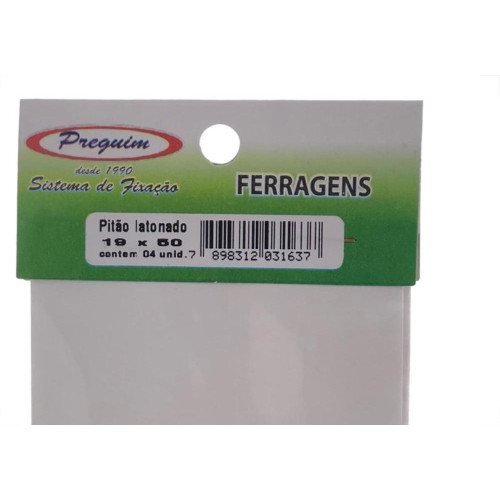 Preguim
desde 1990
Sistema de Fixação
FERRAGENS
Pitão latonado
19 x 50
contem 04 unid.
7 898312 031637